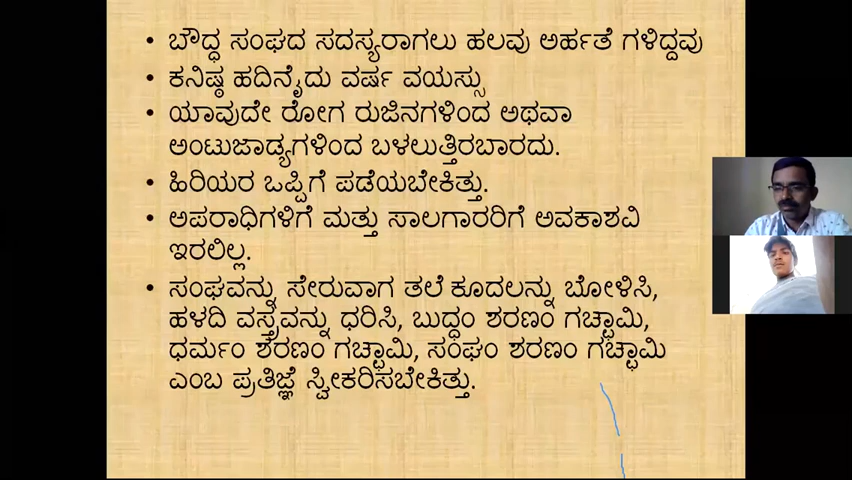 • ಬೌದ್ಧ ಸಂಘದ ಸದಸ್ಯರಾಗಲು ಹಲವು ಅರ್ಹತೆ ಗಳಿದ್ದವು
• ಕನಿಷ್ಠ ಹದಿನೈದು ವರ್ಷ ವಯಸ್ಸು
• ಯಾವುದೇ ರೋಗ ರುಜಿನಗಳಿಂದ ಅಥವಾ
ಅಂಟುಜಾಡ್ಯಗಳಿಂದ ಬಳಲುತ್ತಿರಬಾರದು.
• ಹಿರಿಯರ ಒಪ್ಪಿಗೆ ಪಡೆಯಬೇಕಿತ್ತು.
• ಅಪರಾಧಿಗಳಿಗೆ ಮತ್ತು ಸಾಲಗಾರರಿಗೆ ಅವಕಾಶವಿ
ಇರಲಿಲ್ಲ.
• ಸಂಘವನ್ನು ಸೇರುವಾಗ ತಲೆ ಕೂದಲನ್ನು ಬೋಳಿಸಿ,
ಹಳದಿ ವಸ್ತ್ರವನ್ನು ಧರಿಸಿ, ಬುದ್ಧಂ ಶರಣಂ ಗಚ್ಛಾಮಿ,
ಧರ್ಮಂ ಶರಣಂ ಗಚ್ಛಾಮಿ, ಸಂಘಂ ಶರಣಂ ಗಚ್ಛಾಮಿ
ಎಂಬ ಪ್ರತಿಜ್ಞೆ ಸ್ವೀಕರಿಸಬೇಕಿತ್ತು.